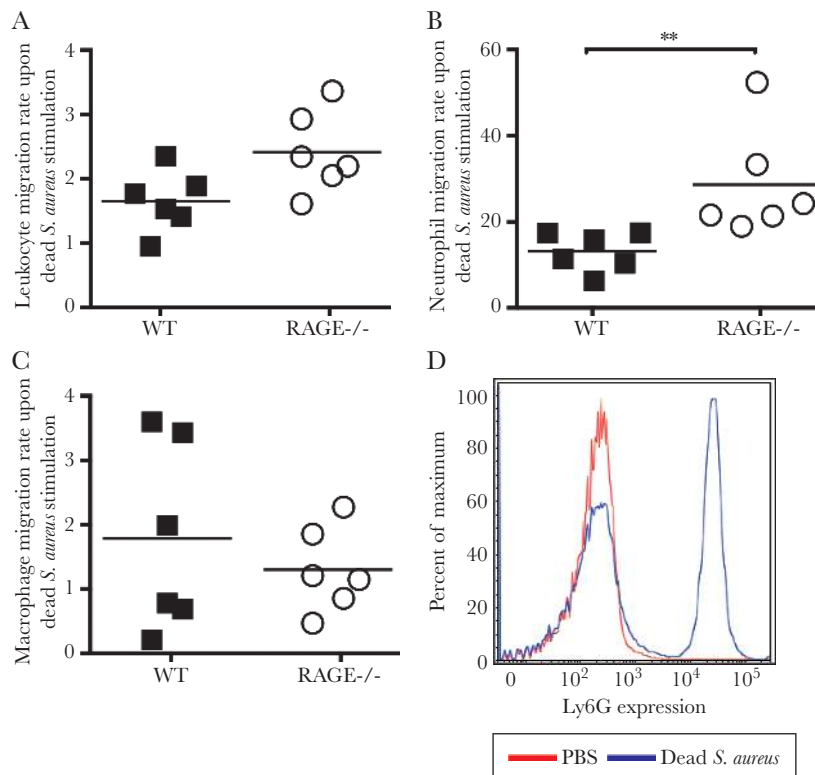 A
Leukocyte migration rate upon
dead S. aureus stimulation
4
3
2
1
0
WT RAGE-/-
B
Neutrophil migration rate upon
dead S. aureus stimulation
60
40
20
0
**
WT RAGE-/-
C
Macrophage migration rate upon
dead S. aureus stimulation
4
3
2
1
0
WT RAGE-/-
D
Percent of maximum
100
80
60
40
20
0
0 10² 10³ 10⁴ 10⁵
Ly6G expression
PBS Dead S. aureus